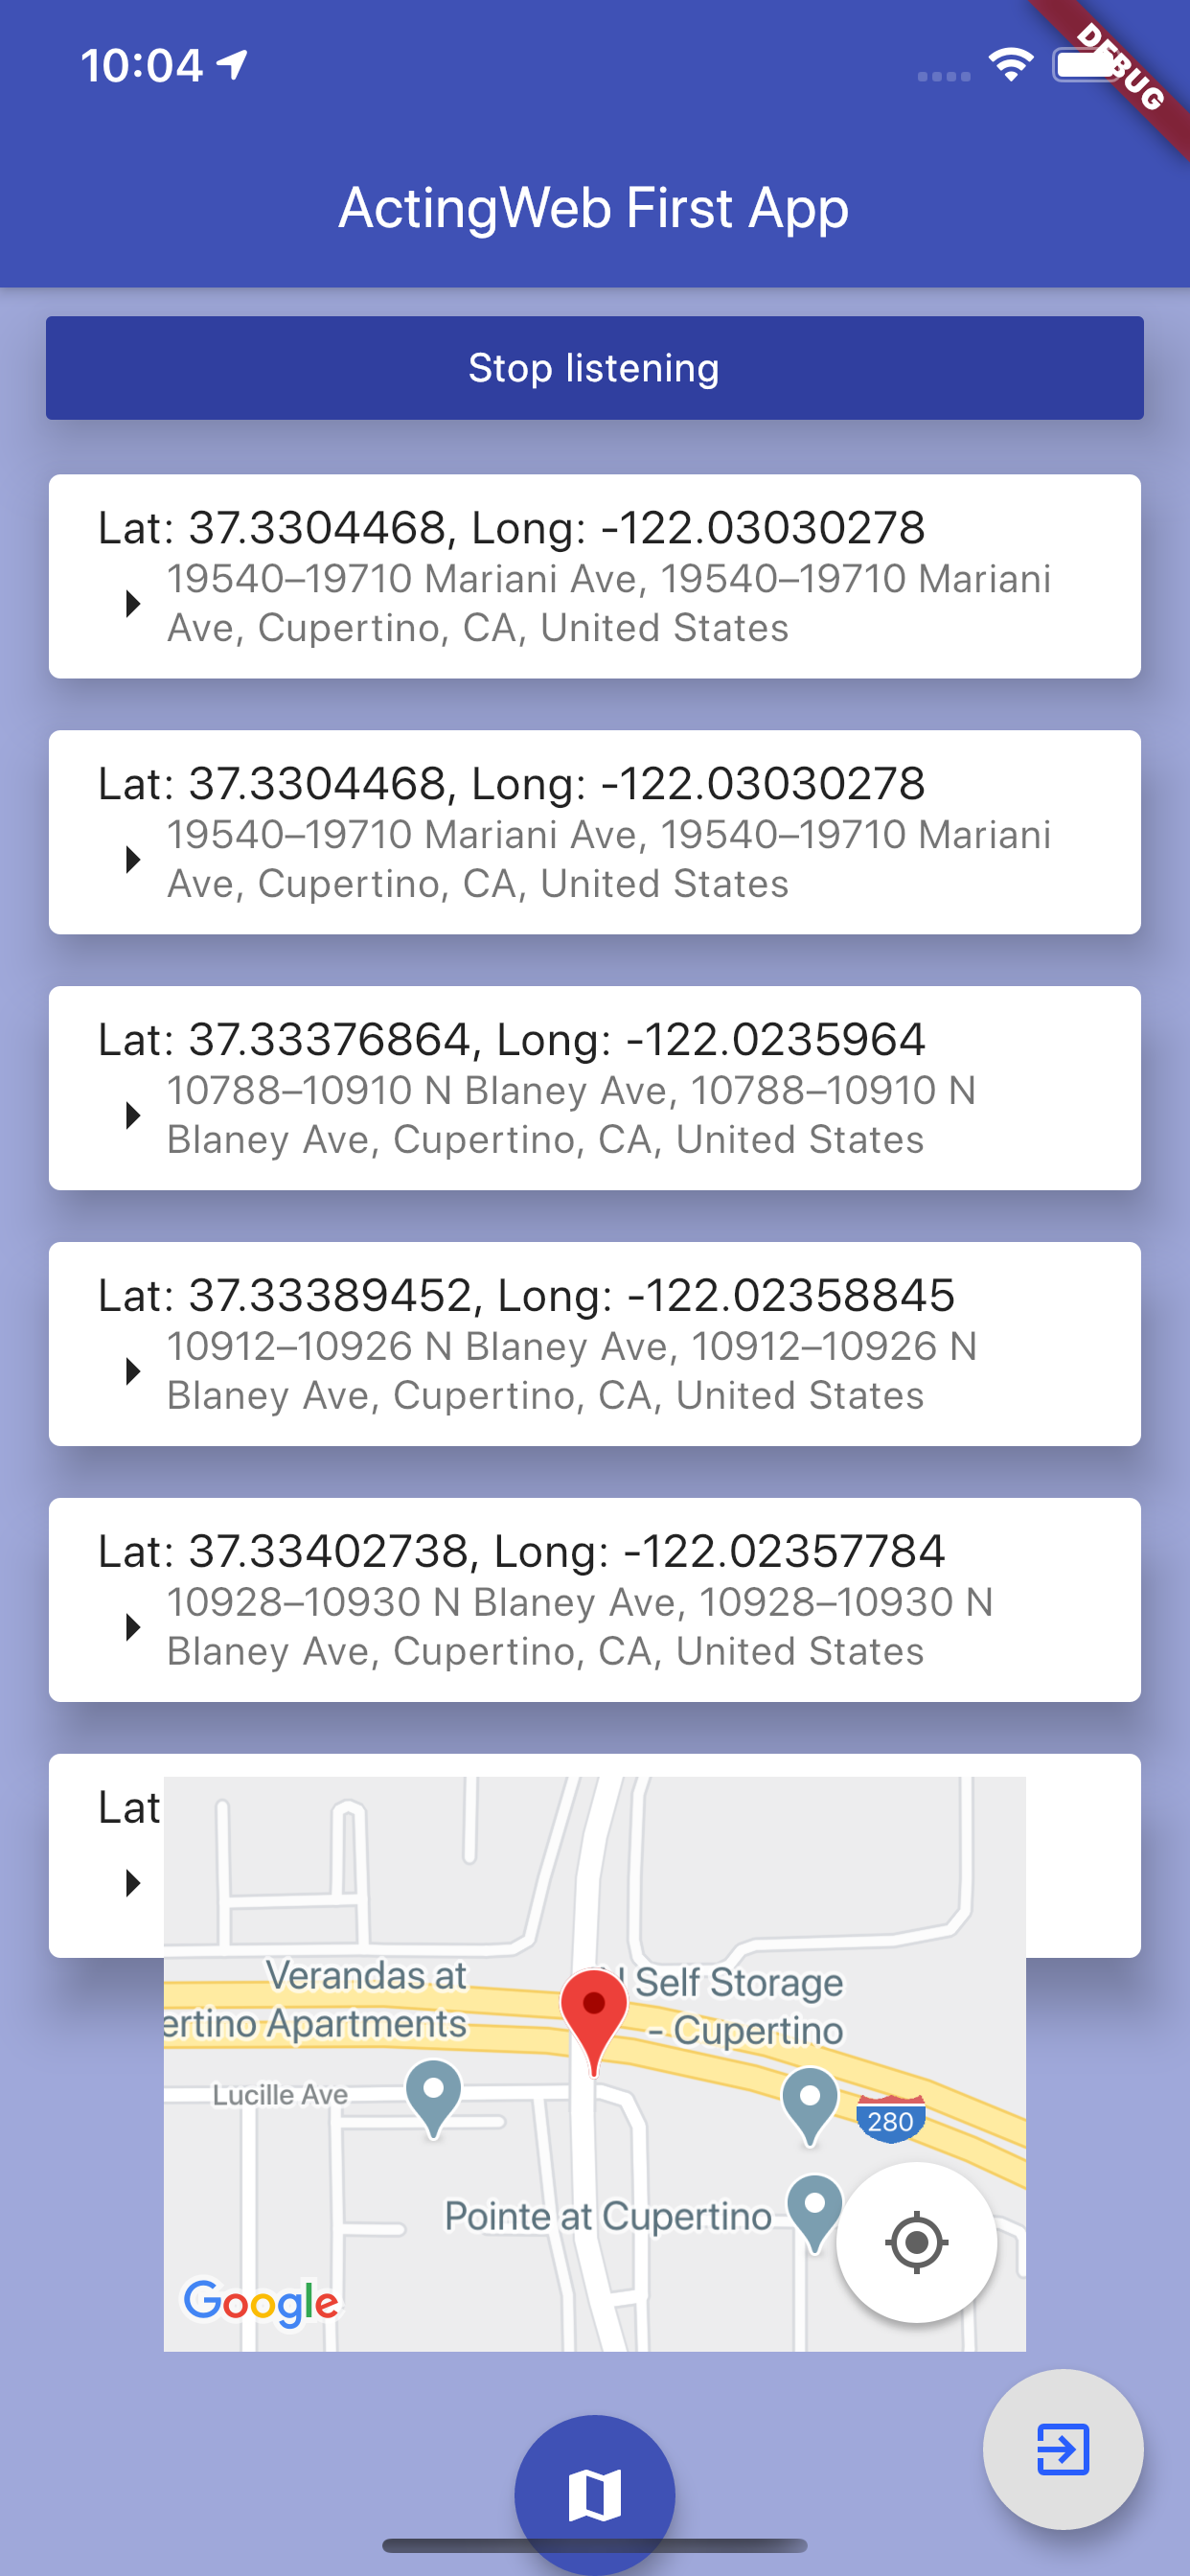 10:04
DEBUG
ActingWeb First App
Stop listening
Lat: 37.3304468, Long: -122.03030278
19540–19710 Mariani Ave, 19540–19710 Mariani
Ave, Cupertino, CA, United States
Lat: 37.3304468, Long: -122.03030278
19540–19710 Mariani Ave, 19540–19710 Mariani
Ave, Cupertino, CA, United States
Lat: 37.33376864, Long: -122.0235964
10788–10910 N Blaney Ave, 10788–10910 N
Blaney Ave, Cupertino, CA, United States
Lat: 37.33389452, Long: -122.02358845
10912–10926 N Blaney Ave, 10912–10926 N
Blaney Ave, Cupertino, CA, United States
Lat: 37.33402738, Long: -122.02357784
10928–10930 N Blaney Ave, 10928–10930 N
Blaney Ave, Cupertino, CA, United States
Lat
Verandas at
ertino Apartments
Self Storage
- Cupertino
Lucille Ave
280
Pointe at Cupertino
Google